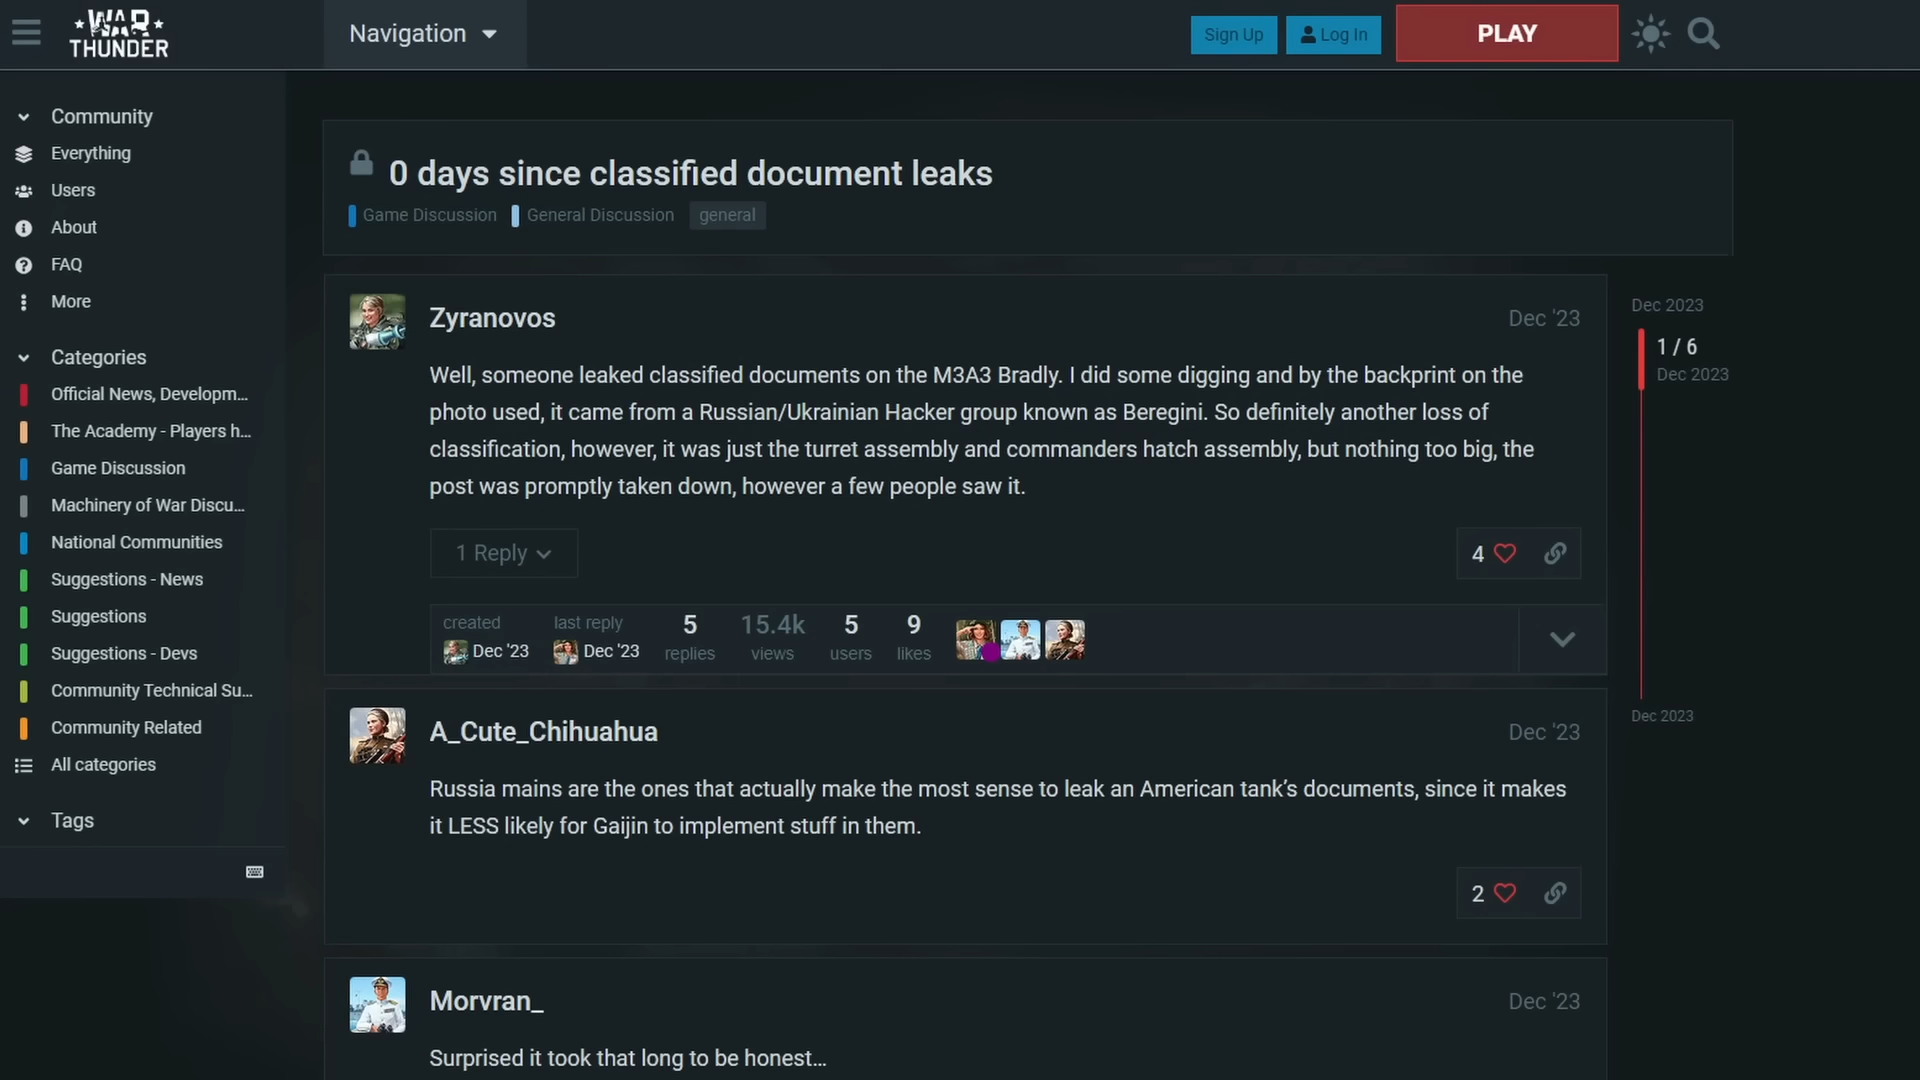 WAR
THUNDER
Navigation
Sign Up
Log In
PLAY
Community
Everything
Users
About
FAQ
More
Categories
Official News, Developm...
The Academy - Players h...
Game Discussion
Machinery of War Discu...
National Communities
Suggestions - News
Suggestions
Suggestions - Devs
Community Technical Su...
Community Related
All categories
Tags
0 days since classified document leaks
Game Discussion General Discussion general
Zyranovos Dec '23
Well, someone leaked classified documents on the M3A3 Bradly. I did some digging and by the backprint on the
photo used, it came from a Russian/Ukrainian Hacker group known as Beregini. So definitely another loss of
classification, however, it was just the turret assembly and commanders hatch assembly, but nothing too big, the
post was promptly taken down, however a few people saw it.
1 Reply 4
created last reply 5 15.4k 5 9
Dec '23 Dec '23 replies views users likes
A_Cute_Chihuahua Dec '23
Russia mains are the ones that actually make the most sense to leak an American tank’s documents, since it makes
it LESS likely for Gaijin to implement stuff in them.
2
Morvran_ Dec '23
Surprised it took that long to be honest…
Dec 2023
1 / 6
Dec 2023
Dec 2023